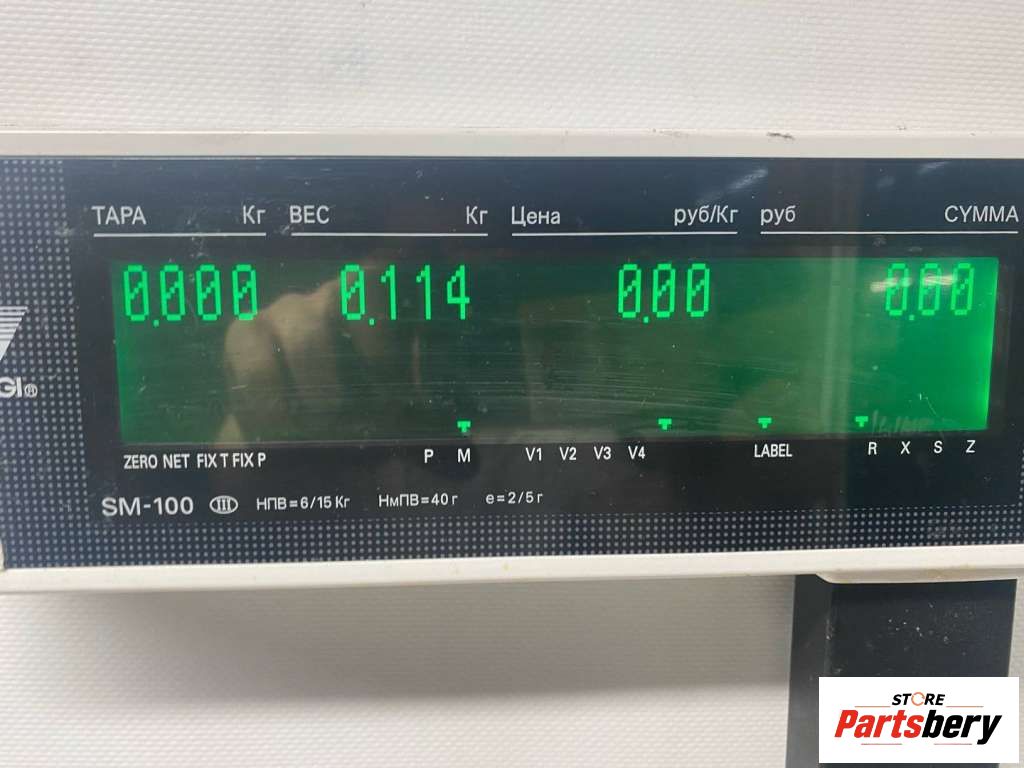 ТАРА Кг ВЕС Кг Цена руб/Кг руб СУММА
0.000 0.114 0.00 0.00
ZERO NET FIX T FIX P P M V1 V2 V3 V4 LABEL R X S Z
GI®
SM-100 III НПВ=6/15 Кг НмПВ=40 г e=2/5 г
STORE
Partsbery